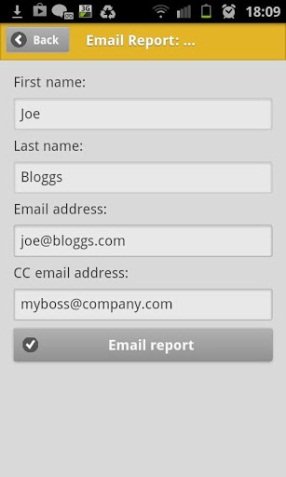 18:09
Back
Email Report: ...
First name:
Joe
Last name:
Bloggs
Email address:
joe@bloggs.com
CC email address:
myboss@company.com
Email report